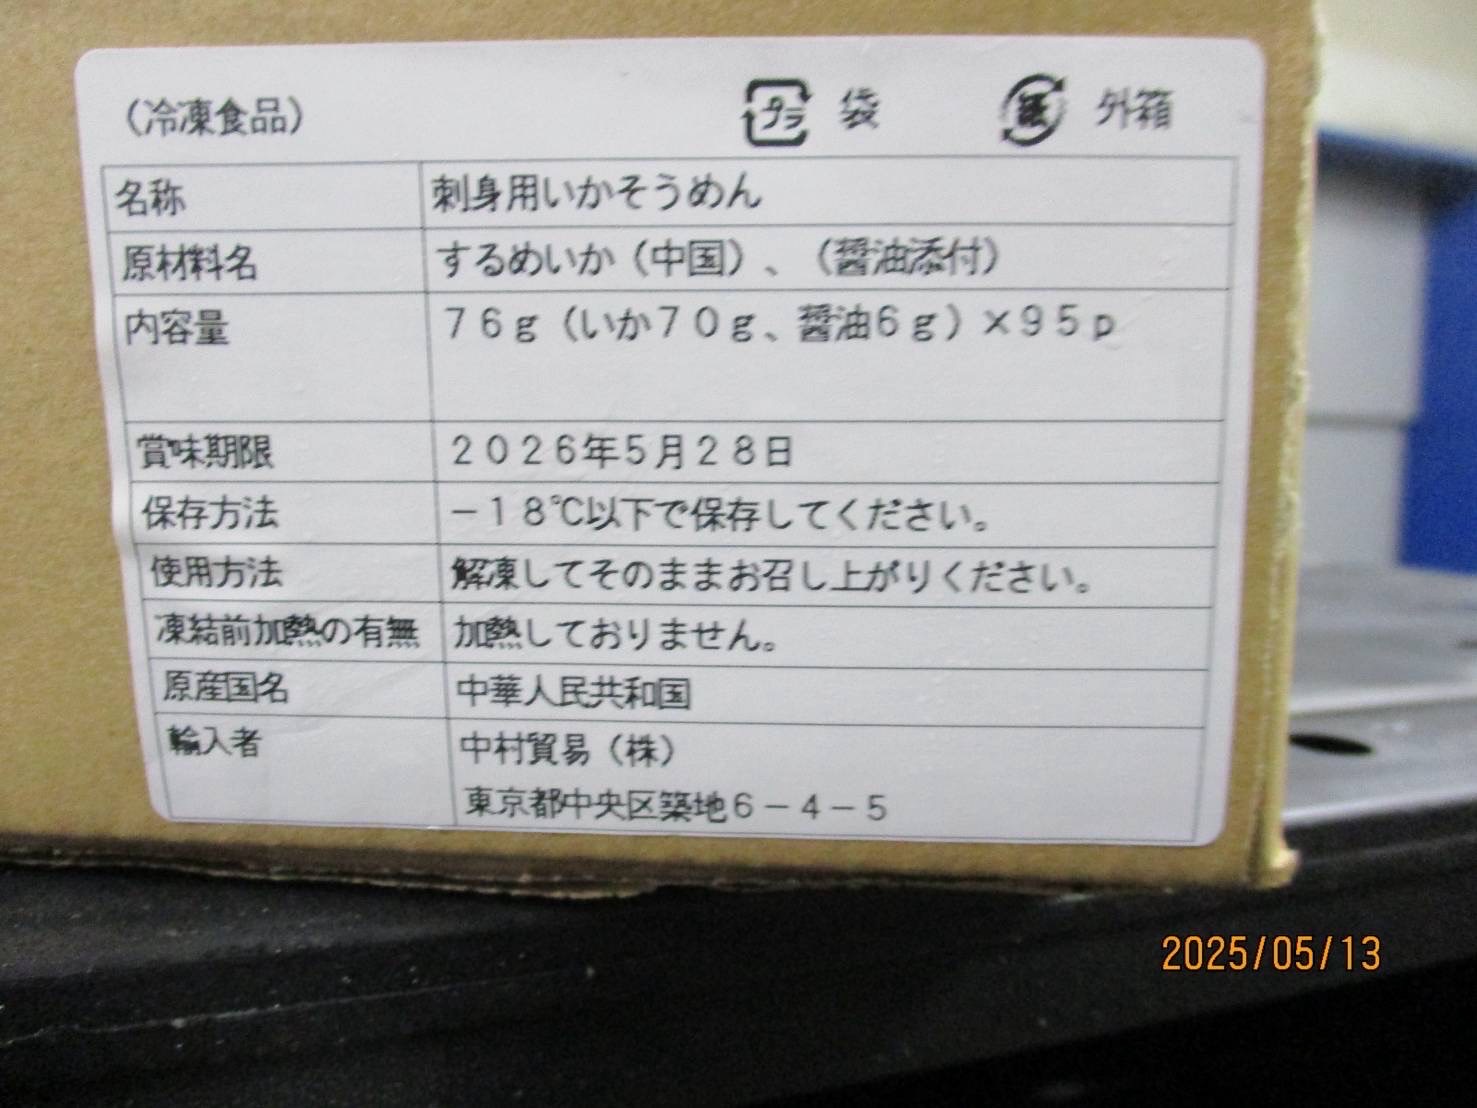 (冷凍食品) プラ 袋 紙 外箱
名称 刺身用いかそうめん
原材料名 するめいか(中国)、(醤油添付)
内容量 76g(いか70g、醤油6g)×95p
賞味期限 2026年5月28日
保存方法 -18℃以下で保存してください。
使用方法 解凍してそのままお召し上がりください。
凍結前加熱の有無 加熱しておりません。
原産国名 中華人民共和国
輸入者 中村貿易(株)
東京都中央区築地6-4-5
2025/05/13